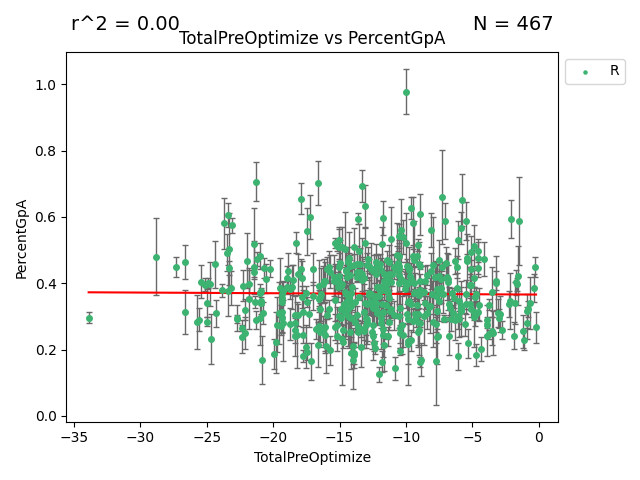 r^2 = 0.00
N = 467
TotalPreOptimize vs PercentGpA
R
1.0
0.8
0.6
0.4
0.2
0.0
PercentGpA
−35
−30
−25
−20
−15
−10
−5
0
TotalPreOptimize